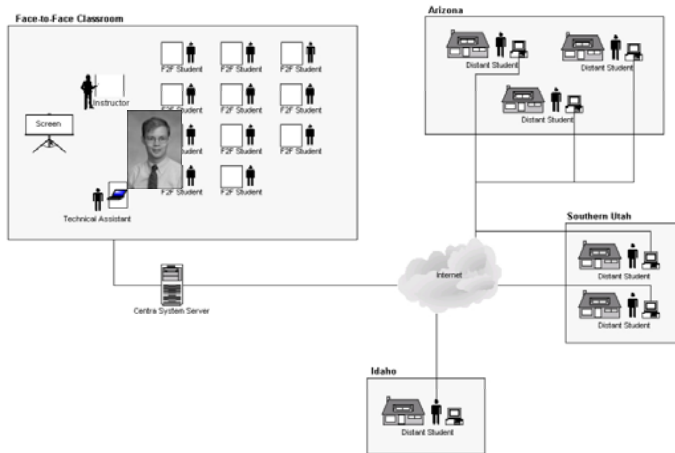 Face-to-Face Classroom
F2F Student F2F Student F2F Student
Instructor
F2F Student F2F Student F2F Student
Screen
F2F Student F2F Student F2F Student
F2F Student F2F Student
Technical Assistant
Centra System Server
Internet
Arizona
Distant Student
Distant Student
Distant Student
Southern Utah
Distant Student
Distant Student
Idaho
Distant Student